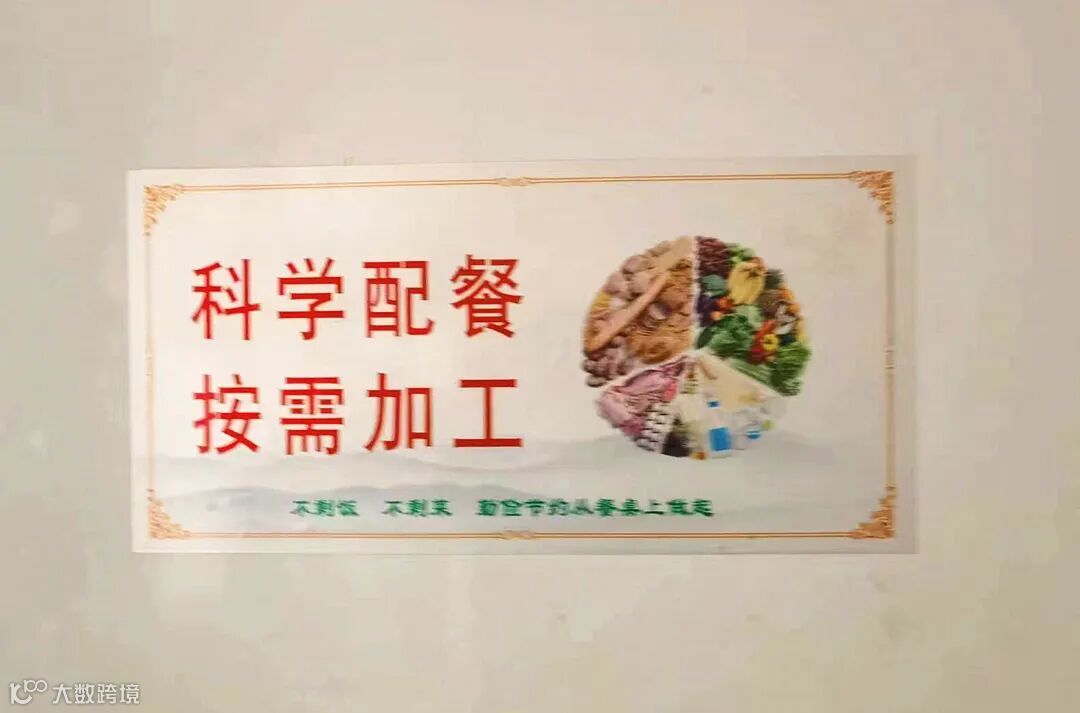 科学配餐
按需加工
不剩饭 不剩菜 勤俭节约从餐桌上做起
大数跨境